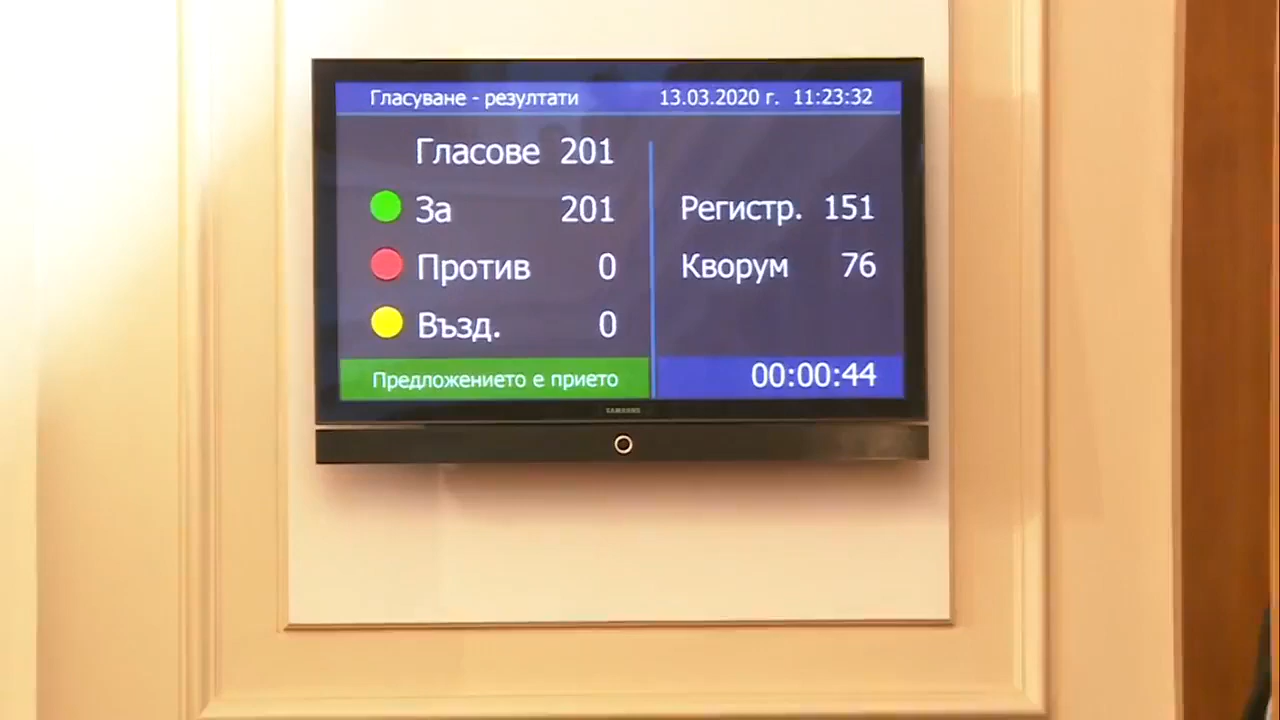 Гласуване - резултати 13.03.2020 г. 11:23:32
Гласове 201
За 201
Против 0
Възд. 0
Предложението е прието
Регистр. 151
Кворум 76
00:00:44
SAMSUNG